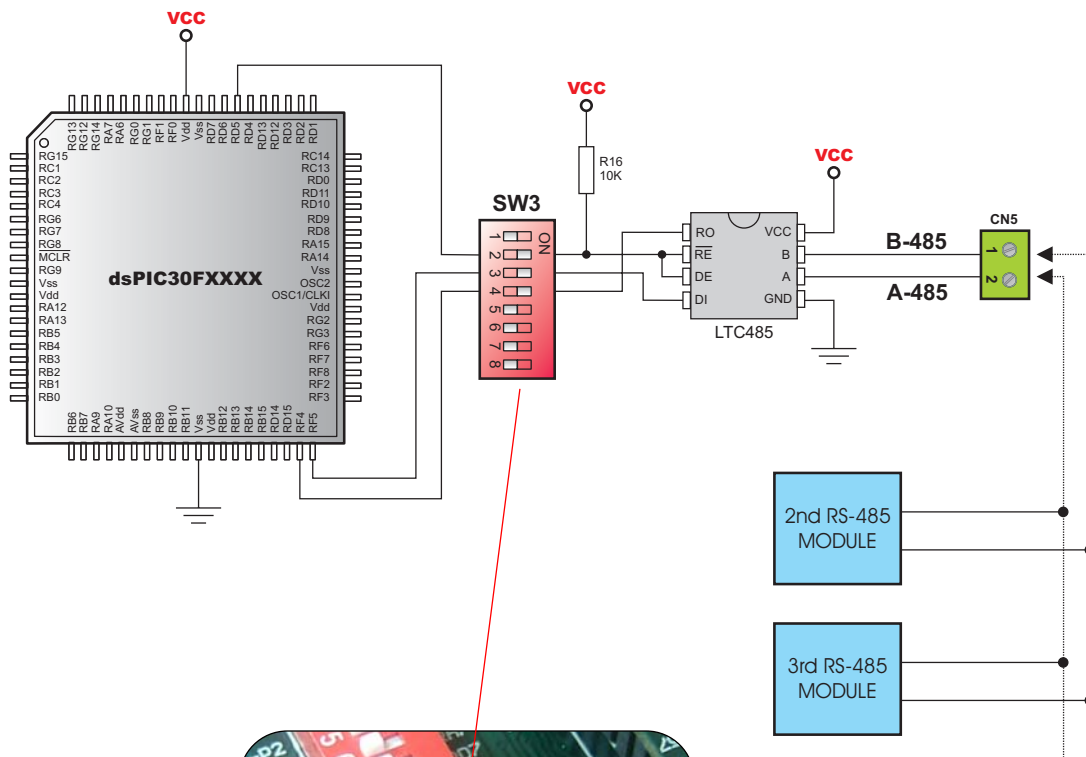 VCC
RG13
RG12
RG14
RA7
RA6
RG0
RG1
RF1
RF0
Vdd
Vss
RD7
RD6
RD5
RD4
RD13
RD12
RD3
RD2
RD1
RG15
RC1
RC2
RC3
RC4
RG6
RG7
RG8
MCLR
RG9
Vss
Vdd
RA12
RA13
RB5
RB4
RB3
RB2
RB1
RB0
dsPIC30FXXXX
RC14
RC13
RD0
RD11
RD10
RD9
RD8
RA15
RA14
Vss
OSC2
OSC1/CLKI
Vdd
RG2
RG3
RF6
RF7
RF8
RF2
RF3
RB6
RB7
RA9
RA10
AVdd
AVss
RB8
RB9
RB10
RB11
Vss
Vdd
RB12
RB13
RB14
RB15
RD14
RD15
RF4
RF5
SW3
ON
1
2
3
4
5
6
7
8
VCC
R16
10K
VCC
RO
RE
DE
DI
VCC
B
A
GND
LTC485
B-485
A-485
CN5
1
2
2nd RS-485
MODULE
3rd RS-485
MODULE